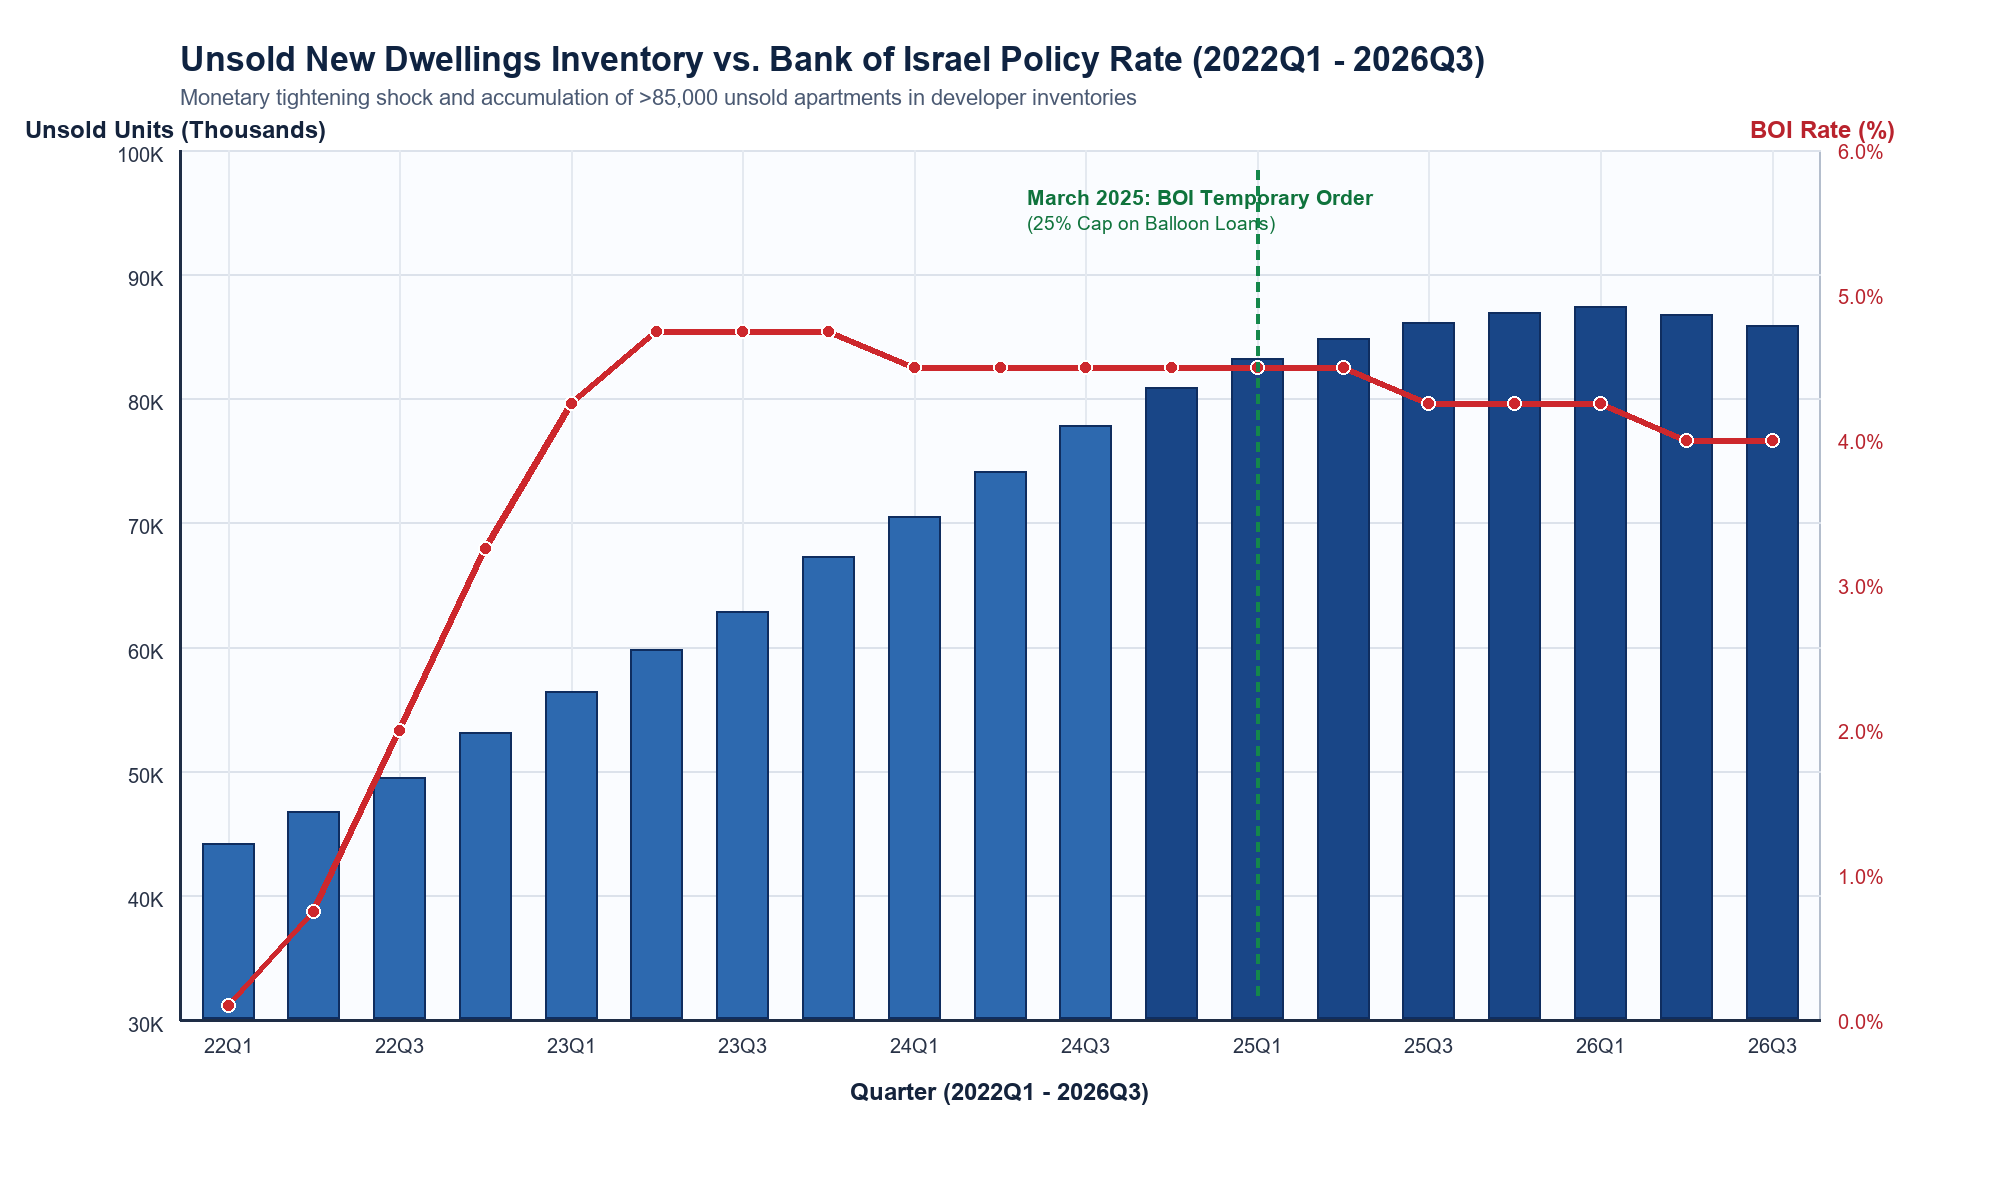 Unsold New Dwellings Inventory vs. Bank of Israel Policy Rate (2022Q1 - 2026Q3)
Monetary tightening shock and accumulation of >85,000 unsold apartments in developer inventories
Unsold Units (Thousands)
BOI Rate (%)
100K
90K
80K
70K
60K
50K
40K
30K
6.0%
5.0%
4.0%
3.0%
2.0%
1.0%
0.0%
March 2025: BOI Temporary Order
(25% Cap on Balloon Loans)
22Q1 22Q3 23Q1 23Q3 24Q1 24Q3 25Q1 25Q3 26Q1 26Q3
Quarter (2022Q1 - 2026Q3)